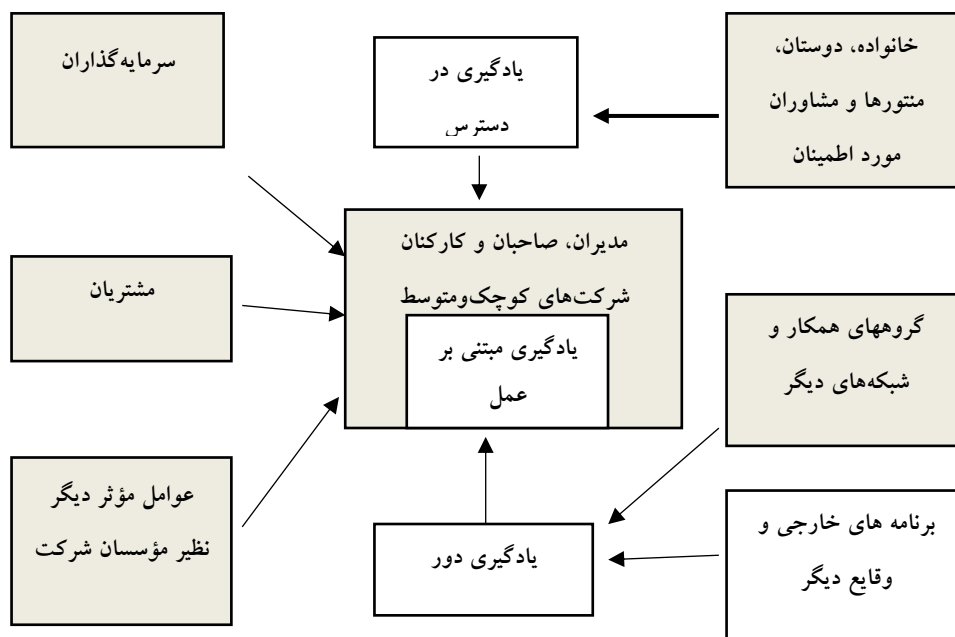 خانواده، دوستان،
منتورها و مشاوران
مورد اطمینان
یادگیری در
دسترس
سرمایه‌گذاران
مدیران، صاحبان و کارکنان
شرکت‌های کوچک‌ومتوسط
یادگیری مبتنی بر
عمل
مشتریان
گروههای همکار و
شبکه‌های دیگر
عوامل مؤثر دیگر
نظیر مؤسسان شرکت
یادگیری دور
برنامه های خارجی و
وقایع دیگر